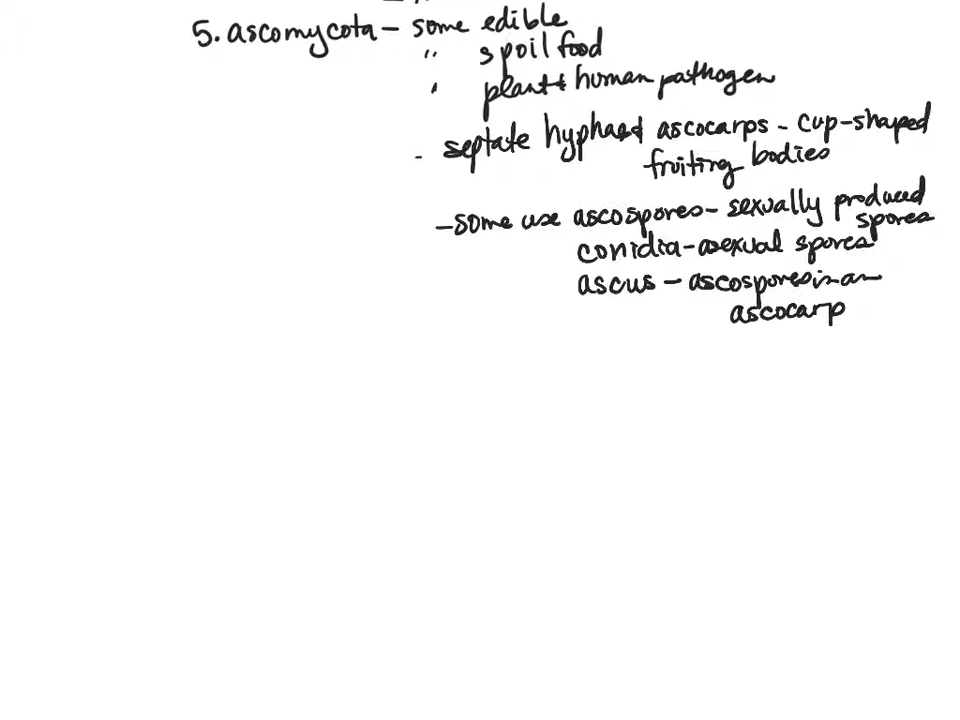 5. ascomycota - some edible
" spoil food
" plant & human pathogen
- septate hyphae & ascocarps - cup-shaped
fruiting bodies
- some use ascospores - sexually produced
spores
conidia - asexual spores
ascus - ascospores in an
ascocarp